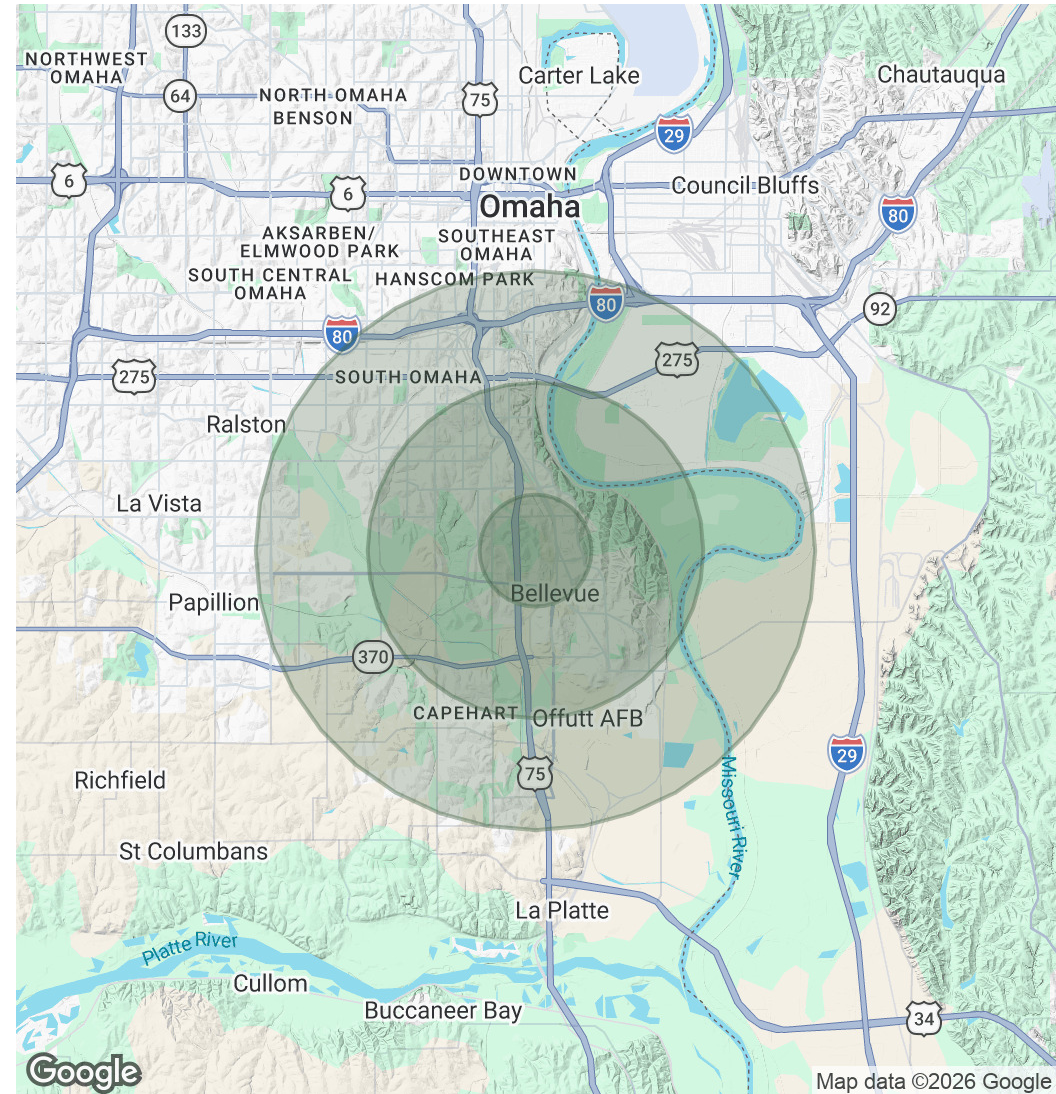 133
NORTHWEST
OMAHA
Carter Lake
Chautauqua
64
NORTH OMAHA
75
BENSON
29
DOWNTOWN
6
6
Council Bluffs
Omaha
80
AKSARBEN/
ELMWOOD PARK
SOUTHEAST
OMAHA
SOUTH CENTRAL
OMAHA
HANSCOM PARK
80
92
80
275
275
SOUTH OMAHA
Ralston
La Vista
Bellevue
Papillion
370
CAPEHART
Offutt AFB
29
75
Richfield
Missouri River
St Columbans
La Platte
Platte River
Cullom
Buccaneer Bay
34
Google
Map data ©2026 Google